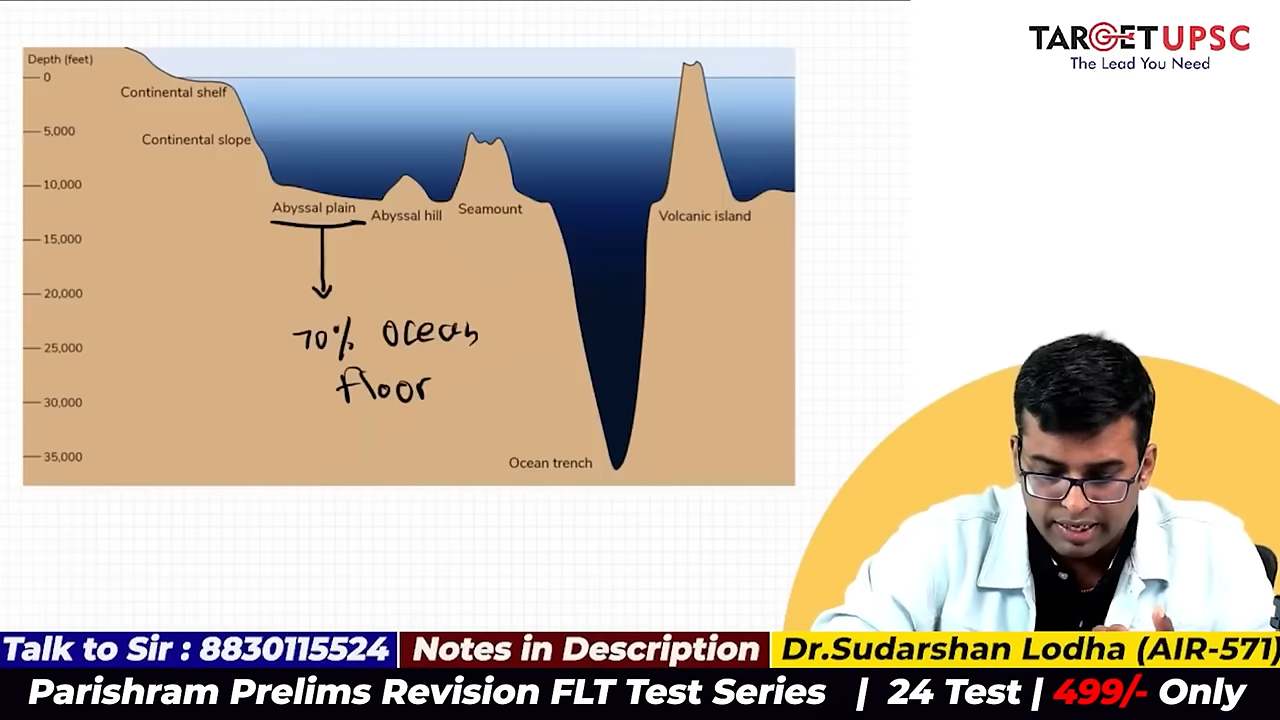 TARGETUPSC
The Lead You Need
Depth (feet)
0
Continental shelf
5,000
Continental slope
10,000
Abyssal plain
Abyssal hill
Seamount
Volcanic island
15,000
20,000
70% ocean
floor
25,000
30,000
35,000
Ocean trench
Talk to Sir : 8830115524
Notes in Description
Dr.Sudarshan Lodha (AIR-571)
Parishram Prelims Revision FLT Test Series | 24 Test | 499/- Only